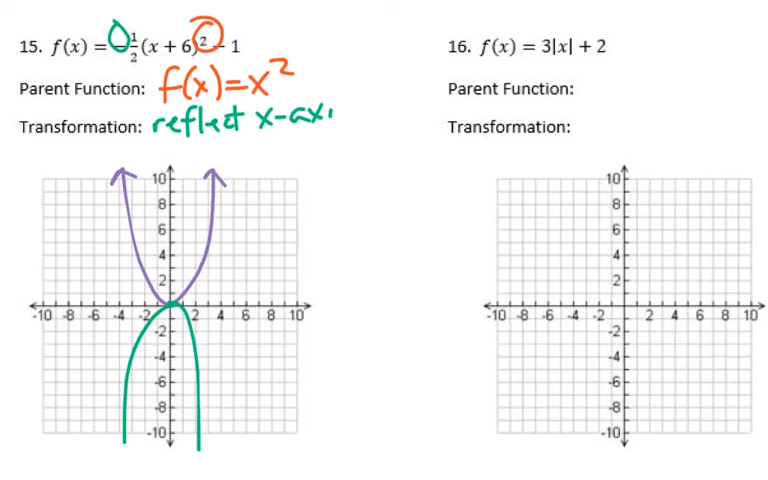 15. f(x) = −½(x + 6)² − 1
Parent Function: f(x)=x²
Transformation: reflect x-axi
10
8
6
4
2
-10 -8 -6 -4 -2 2 4 6 8 10
-2
-4
-6
-8
-10
16. f(x) = 3|x| + 2
Parent Function:
Transformation:
10
8
6
4
2
-10 -8 -6 -4 -2 2 4 6 8 10
-2
-4
-6
-8
-10